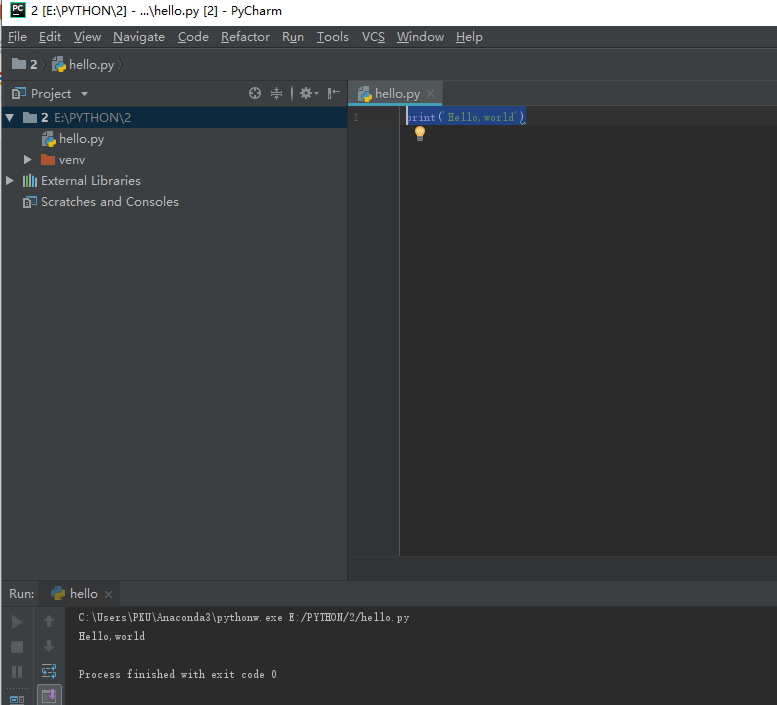 PC 2 [E:\PYTHON\2] - ...\hello.py [2] - PyCharm
File Edit View Navigate Code Refactor Run Tools VCS Window Help
2 hello.py
Project
hello.py
2 E:\PYTHON\2
1 print('Hello,world')
hello.py
venv
External Libraries
Scratches and Consoles
Run: hello
C:\Users\PKU\Anaconda3\pythonw.exe E:/PYTHON/2/hello.py
Hello,world
Process finished with exit code 0